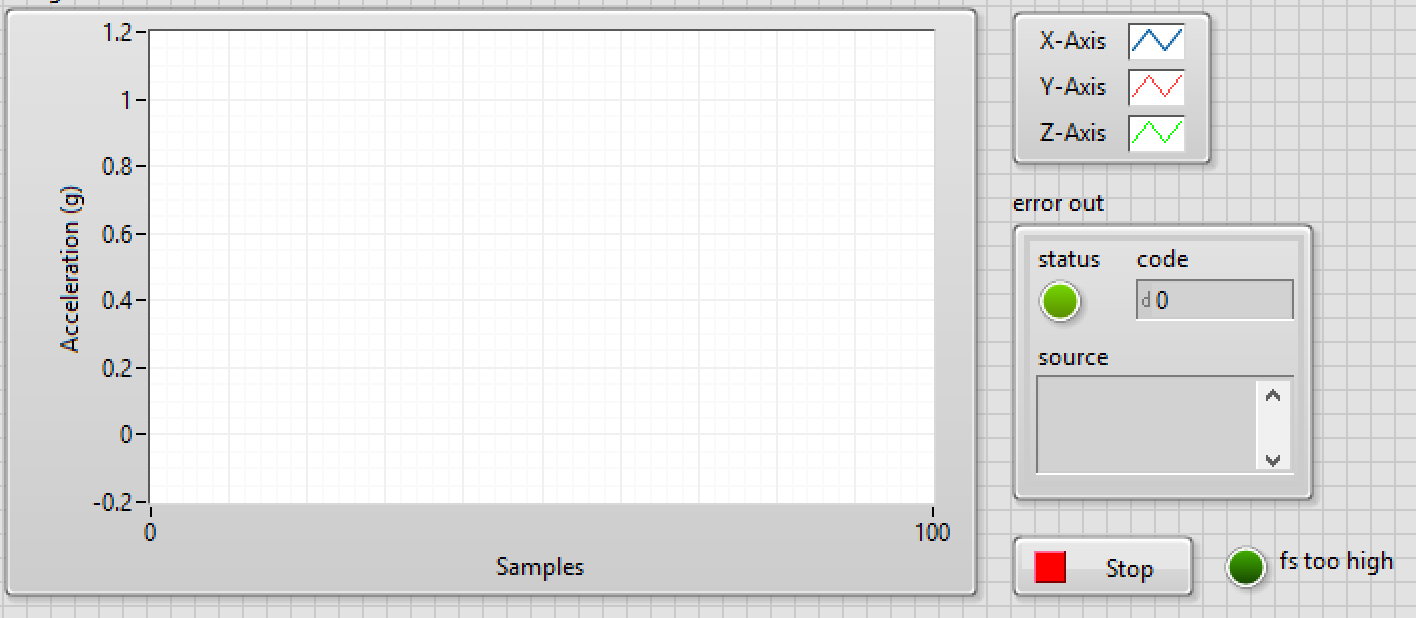 1.2
1
0.8
0.6
0.4
0.2
0
-0.2
Acceleration (g)
0
100
Samples
X-Axis
Y-Axis
Z-Axis
error out
status
code
d 0
source
Stop
fs too high